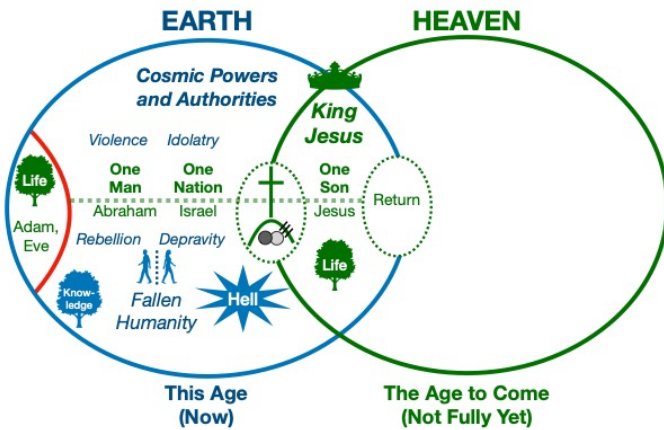 EARTH
HEAVEN
Cosmic Powers
and Authorities
King
Jesus
Violence Idolatry
Life
One
Man
One
Nation
One
Son
Adam,
Eve
Abraham
Israel
Jesus
Return
Rebellion Depravity
Life
Know-
ledge
Fallen
Humanity
Hell
This Age
(Now)
The Age to Come
(Not Fully Yet)